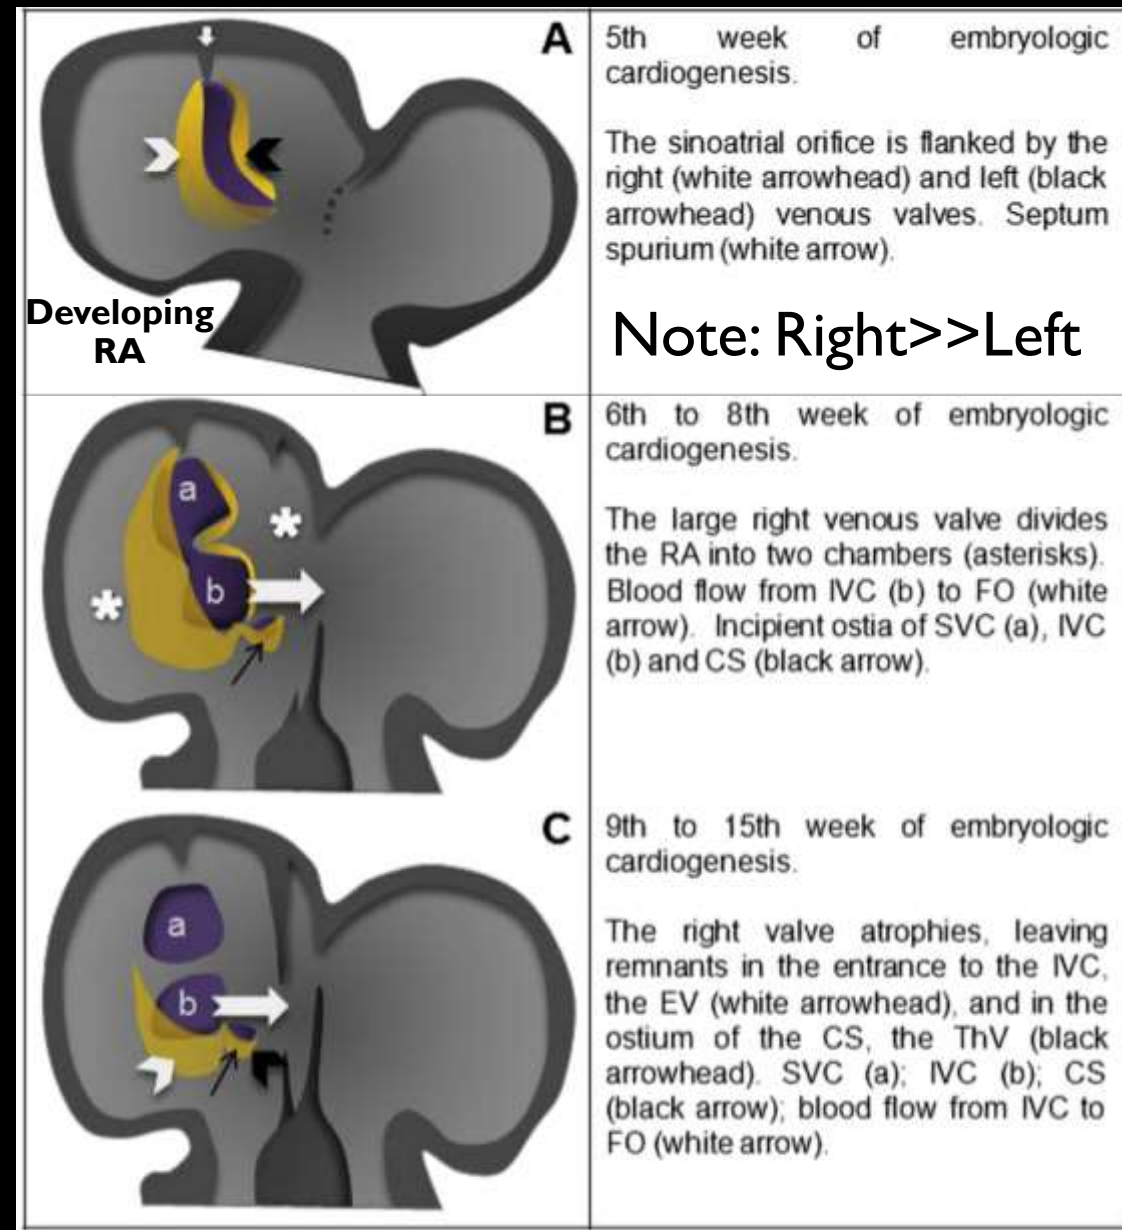 A
5th week of embryologic
cardiogenesis.
The sinoatrial orifice is flanked by the
right (white arrowhead) and left (black
arrowhead) venous valves. Septum
spurium (white arrow).
Developing
RA
Note: Right>>Left
B
6th to 8th week of embryologic
cardiogenesis.
a
b
*
*
The large right venous valve divides
the RA into two chambers (asterisks).
Blood flow from IVC (b) to FO (white
arrow). Incipient ostia of SVC (a), IVC
(b) and CS (black arrow).
C
9th to 15th week of embryologic
cardiogenesis.
a
b
The right valve atrophies, leaving
remnants in the entrance to the IVC,
the EV (white arrowhead), and in the
ostium of the CS, the ThV (black
arrowhead). SVC (a); IVC (b); CS
(black arrow); blood flow from IVC to
FO (white arrow).